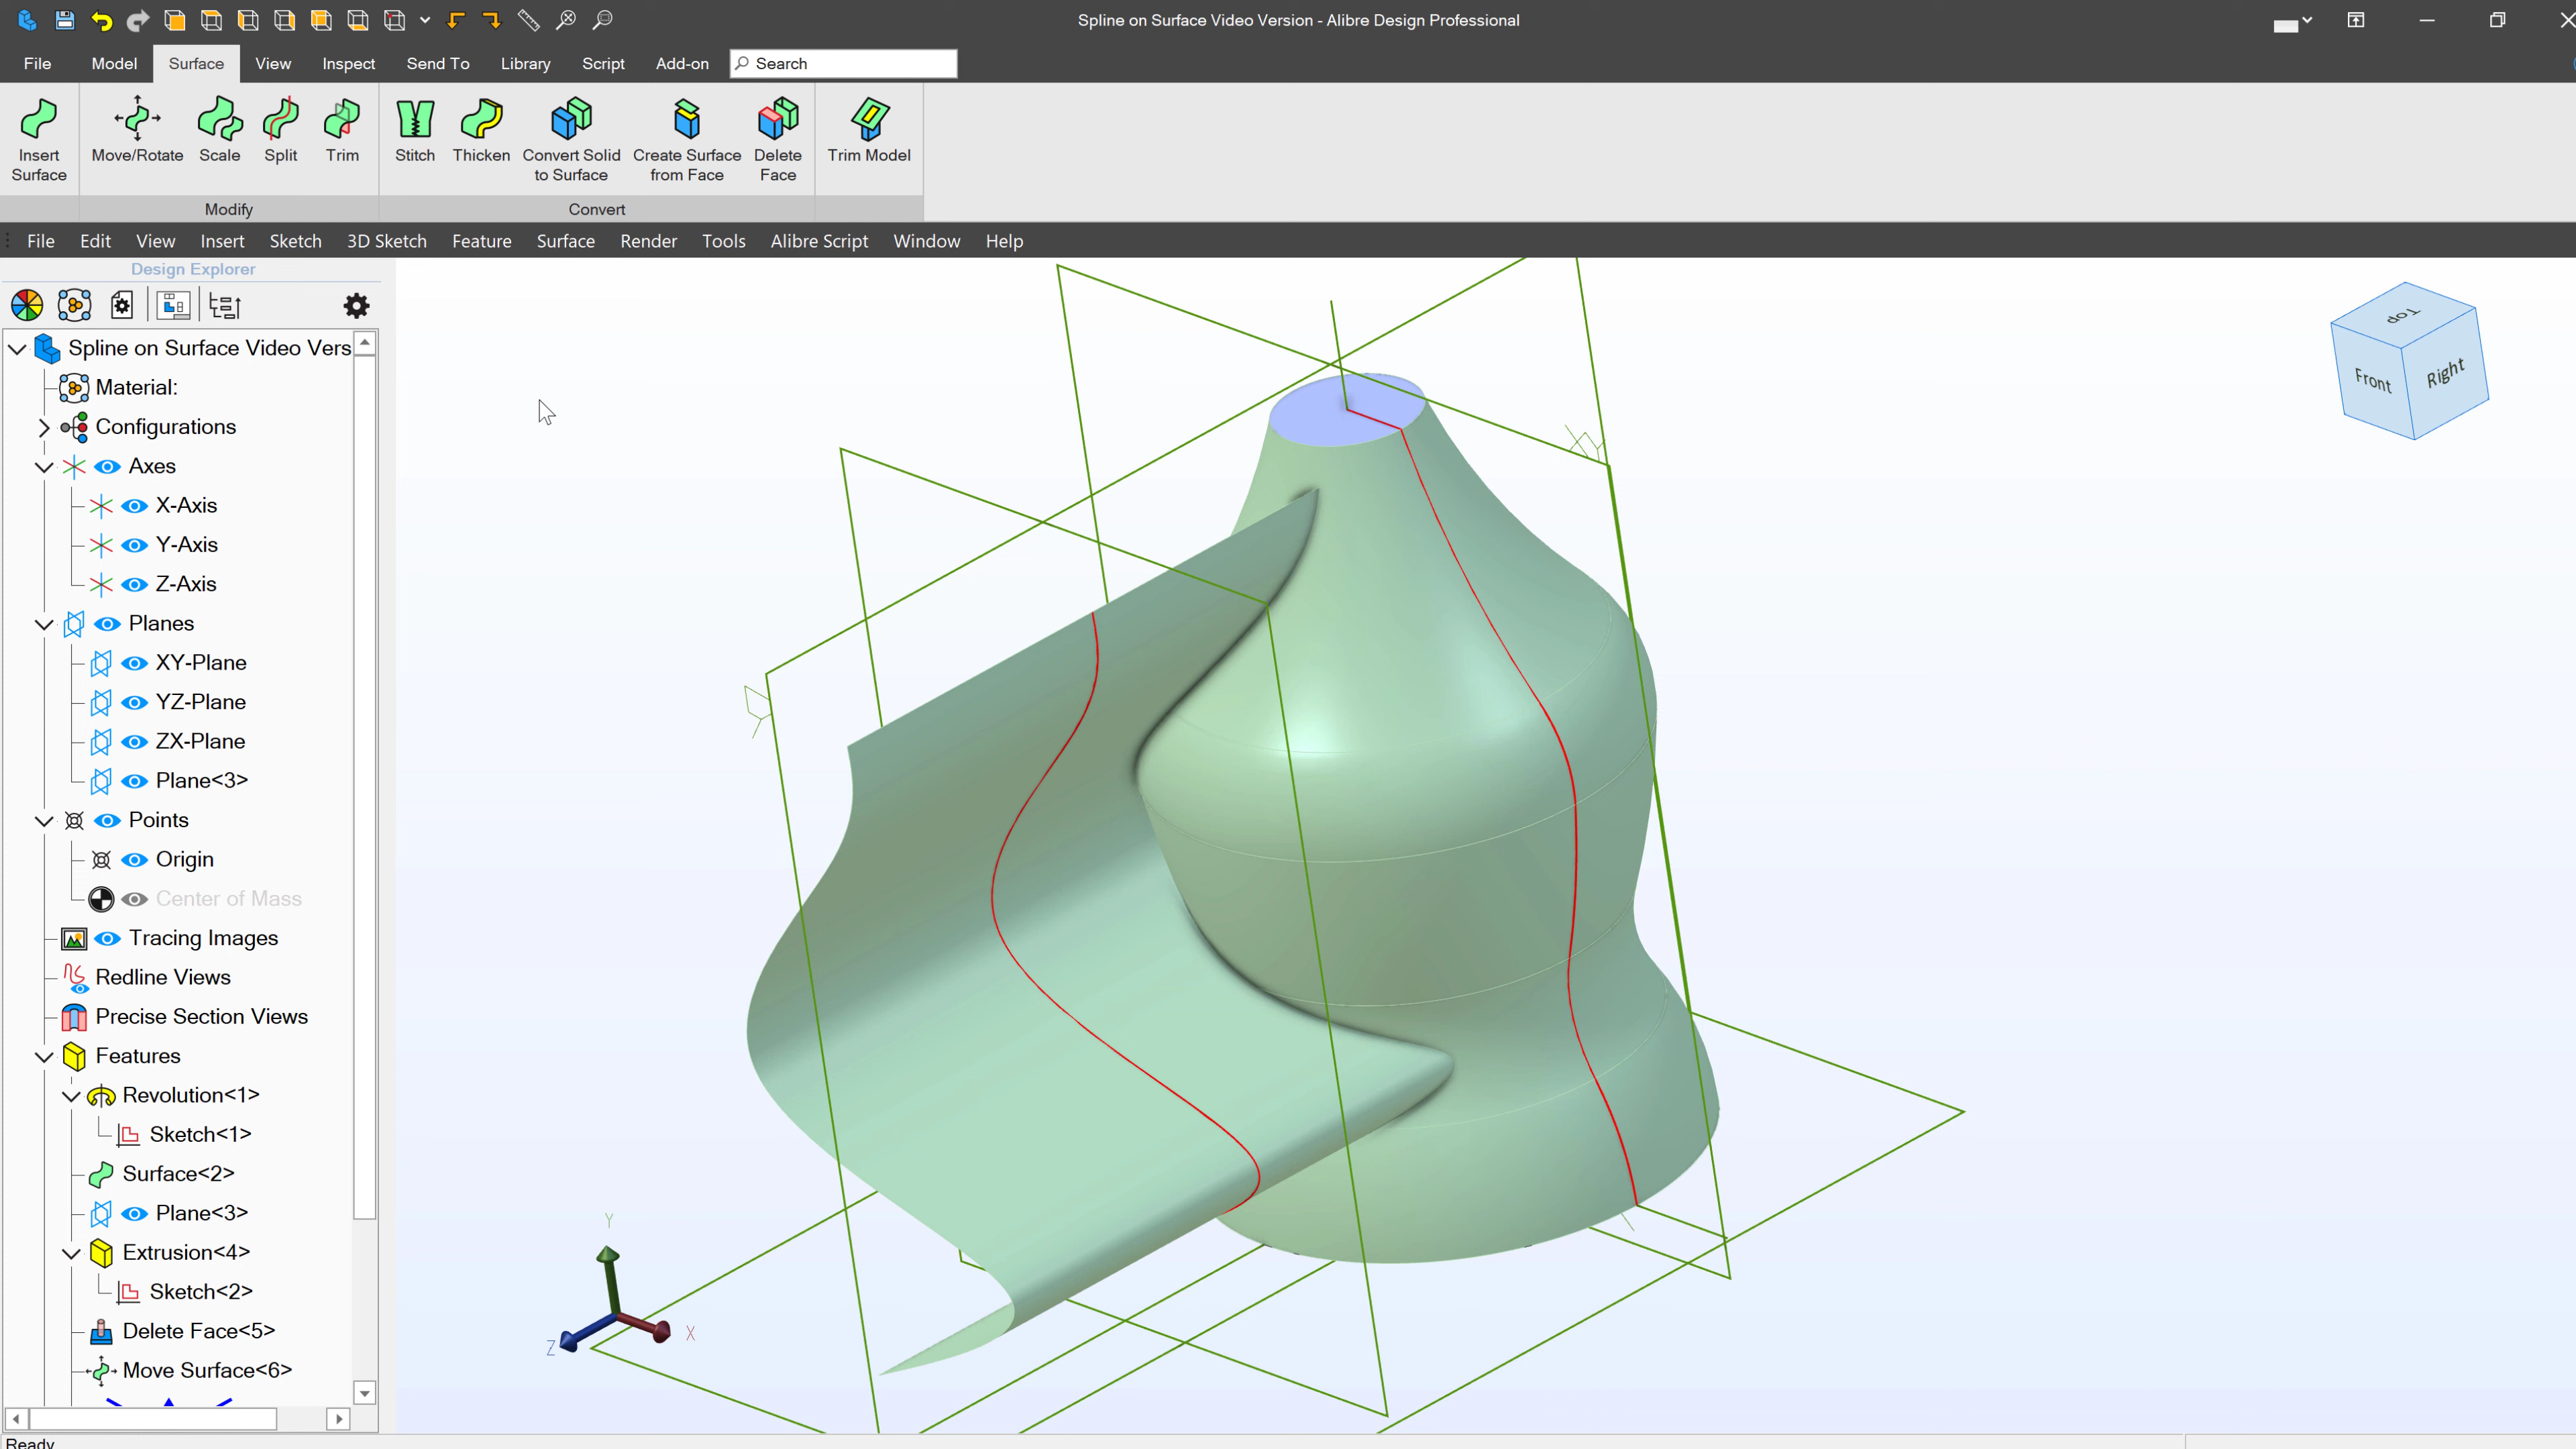 Spline on Surface Video Version - Alibre Design Professional
File Model Surface View Inspect Send To Library Script Add-on Search
Insert Surface
Move/Rotate
Scale
Split
Trim
Stitch
Thicken
Convert Solid to Surface
Create Surface from Face
Delete Face
Trim Model
Modify
Convert
File Edit View Insert Sketch 3D Sketch Feature Surface Render Tools Alibre Script Window Help
Design Explorer
Spline on Surface Video Vers
Material:
Configurations
Axes
X-Axis
Y-Axis
Z-Axis
Planes
XY-Plane
YZ-Plane
ZX-Plane
Plane<3>
Points
Origin
Center of Mass
Tracing Images
Redline Views
Precise Section Views
Features
Revolution<1>
Sketch<1>
Surface<2>
Plane<3>
Extrusion<4>
Sketch<2>
Delete Face<5>
Move Surface<6>
Top
Front
Right
Y
X
Z
Ready